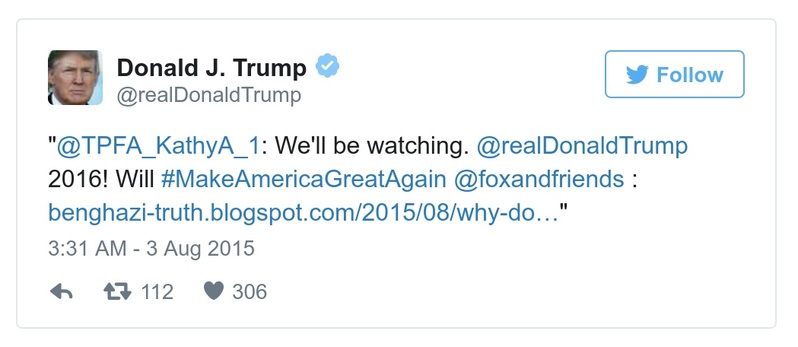 Donald J. Trump
@realDonaldTrump
Follow
"@TPFA_KathyA_1: We'll be watching. @realDonaldTrump
2016! Will #MakeAmericaGreatAgain @foxandfriends :
benghazi-truth.blogspot.com/2015/08/why-do…"
3:31 AM - 3 Aug 2015
112 306